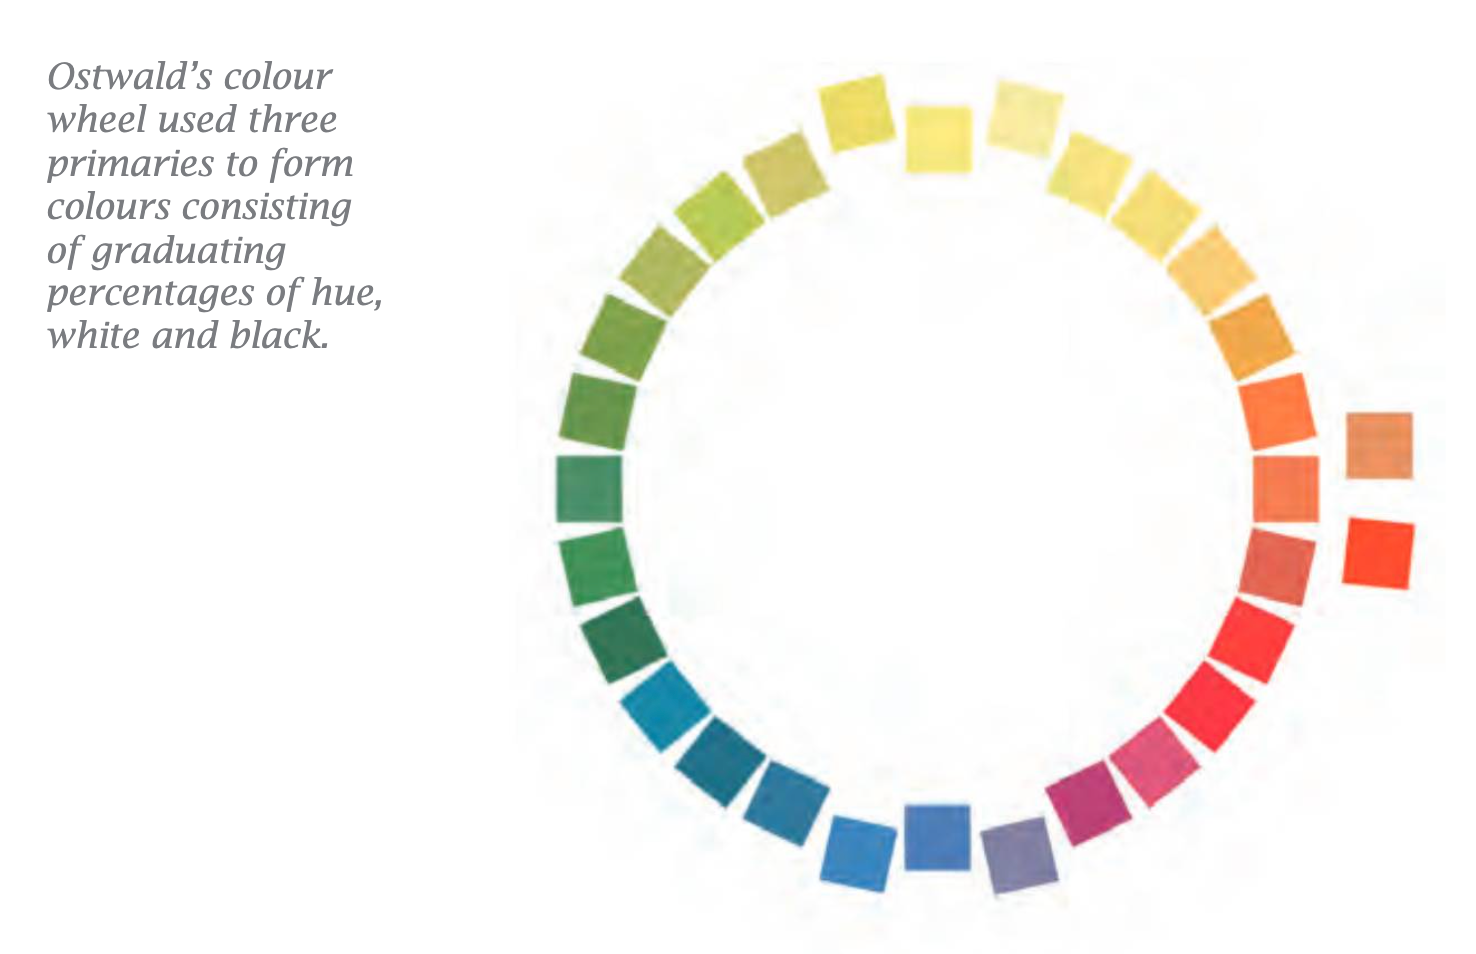 Ostwald’s colour
wheel used three
primaries to form
colours consisting
of graduating
percentages of hue,
white and black.